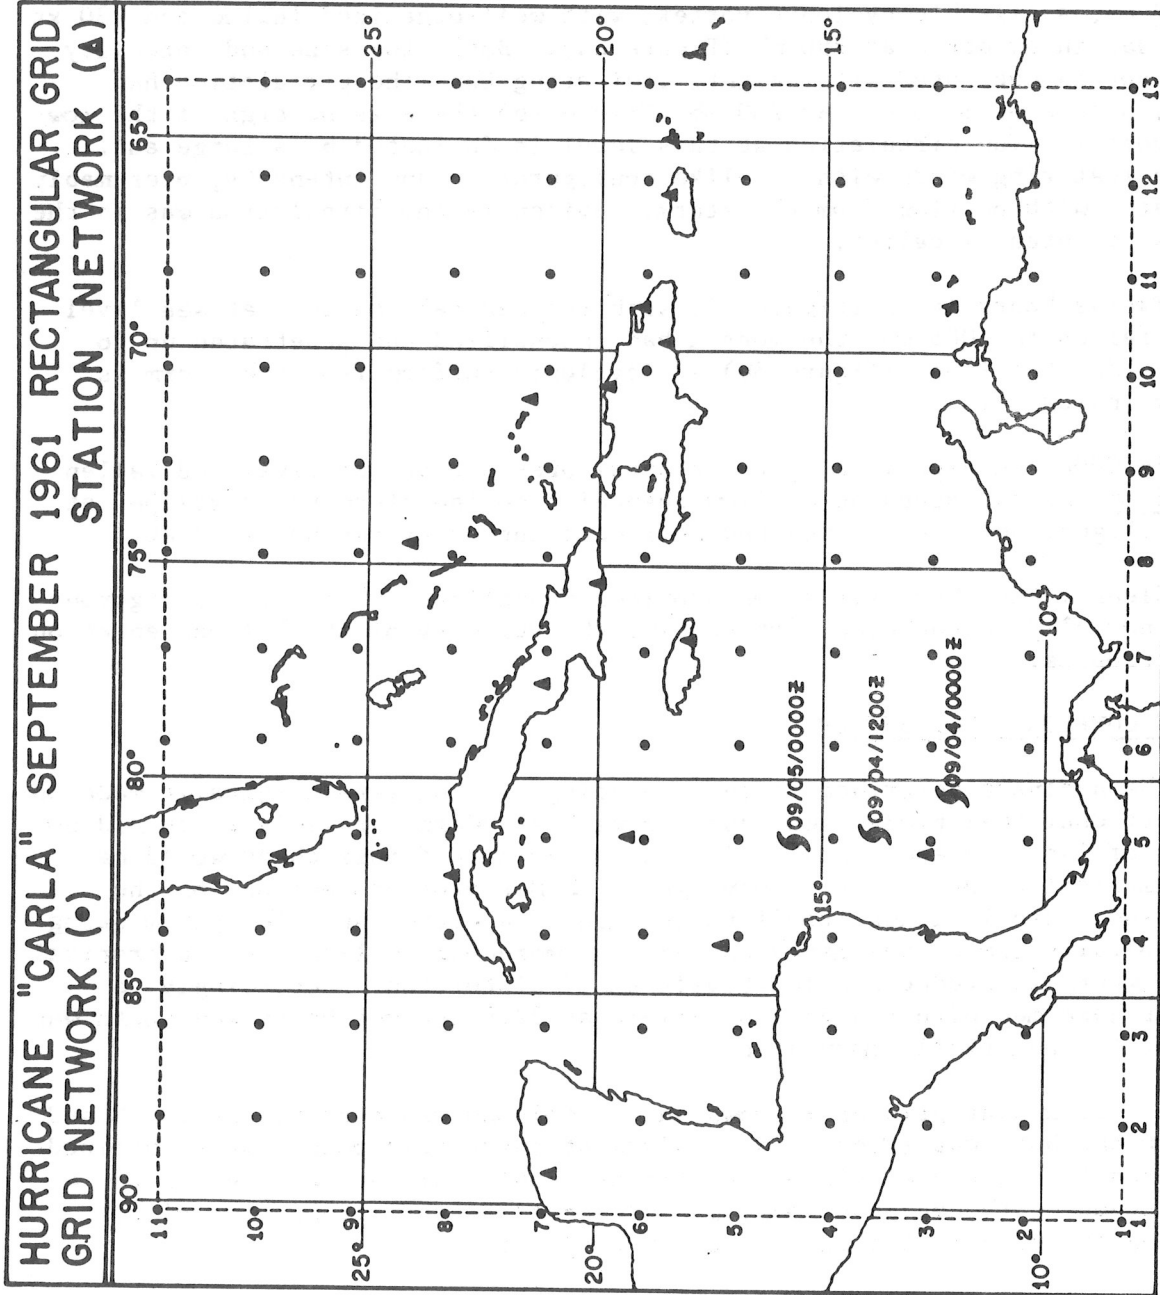 HURRICANE "CARLA" SEPTEMBER 1961 RECTANGULAR GRID
GRID NETWORK (●) STATION NETWORK (▲)
90° 85° 80° 75° 70° 65°
11
10
25° 9 25°
8
7
20° 20°
6
5
15° 15°
4
3
2
10° 10°
1
09/05/0000Z
09/04/1200Z
09/04/0000Z
1 2 3 4 5 6 7 8 9 10 11 12 13